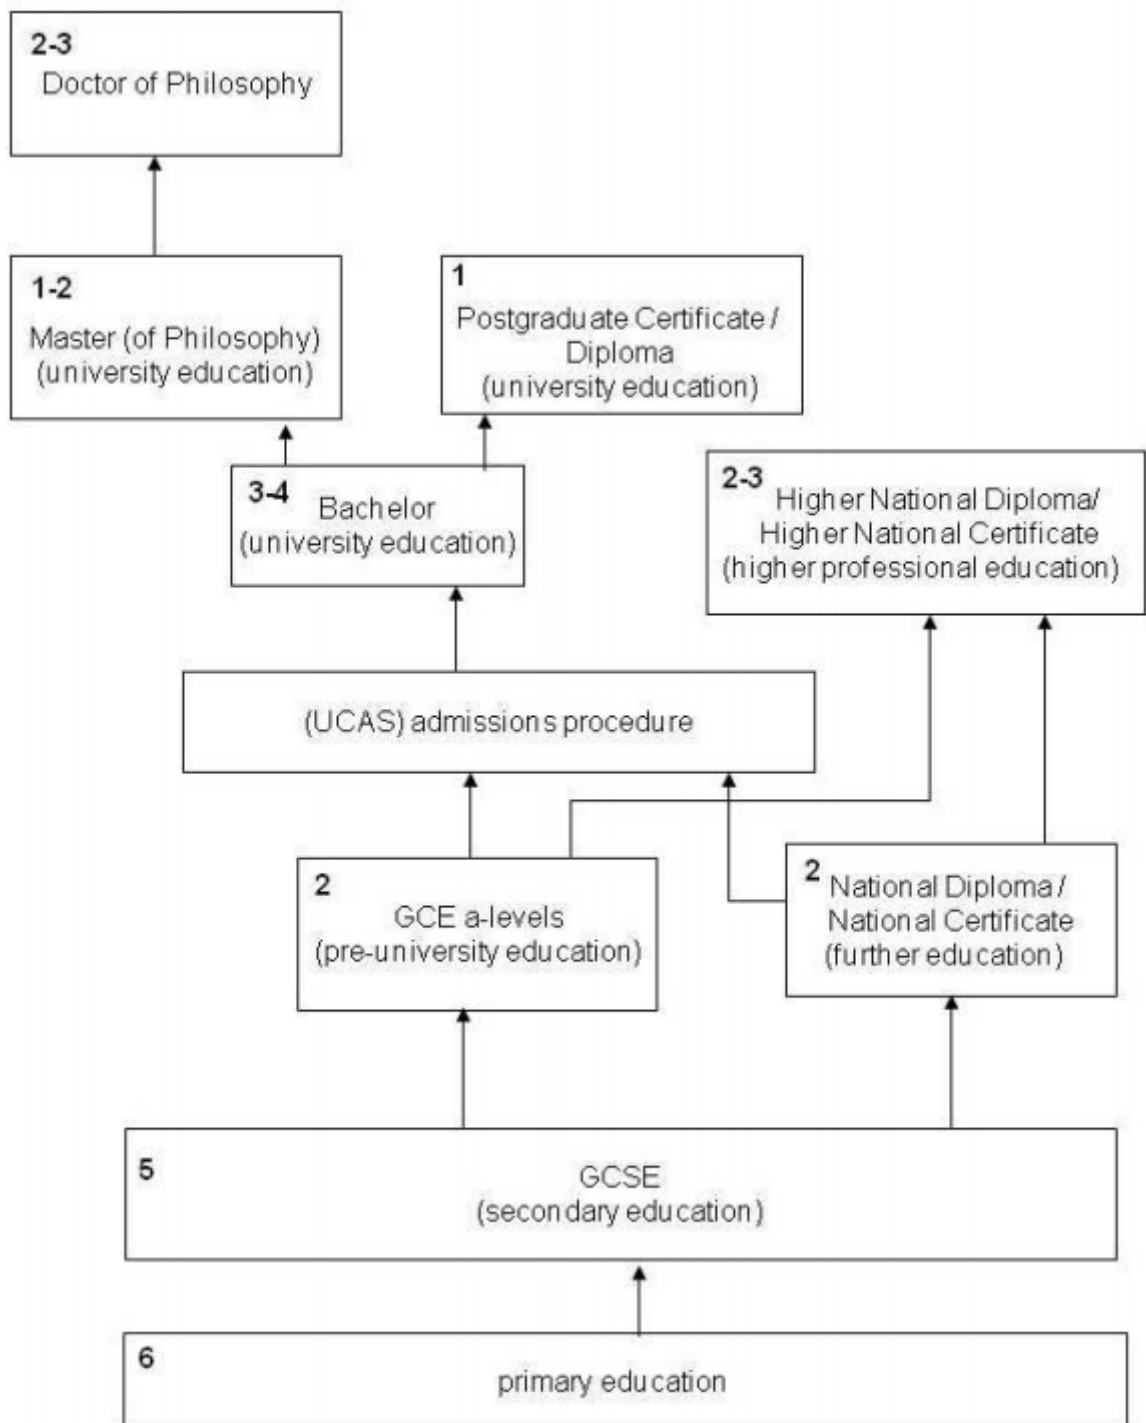 2-3
Doctor of Philosophy
1-2
Master (of Philosophy)
(university education)
1
Postgraduate Certificate /
Diploma
(university education)
3-4
Bachelor
(university education)
2-3
Higher National Diploma/
Higher National Certificate
(higher professional education)
(UCAS) admissions procedure
2
GCE a-levels
(pre-university education)
2
National Diploma /
National Certificate
(further education)
5
GCSE
(secondary education)
6
primary education